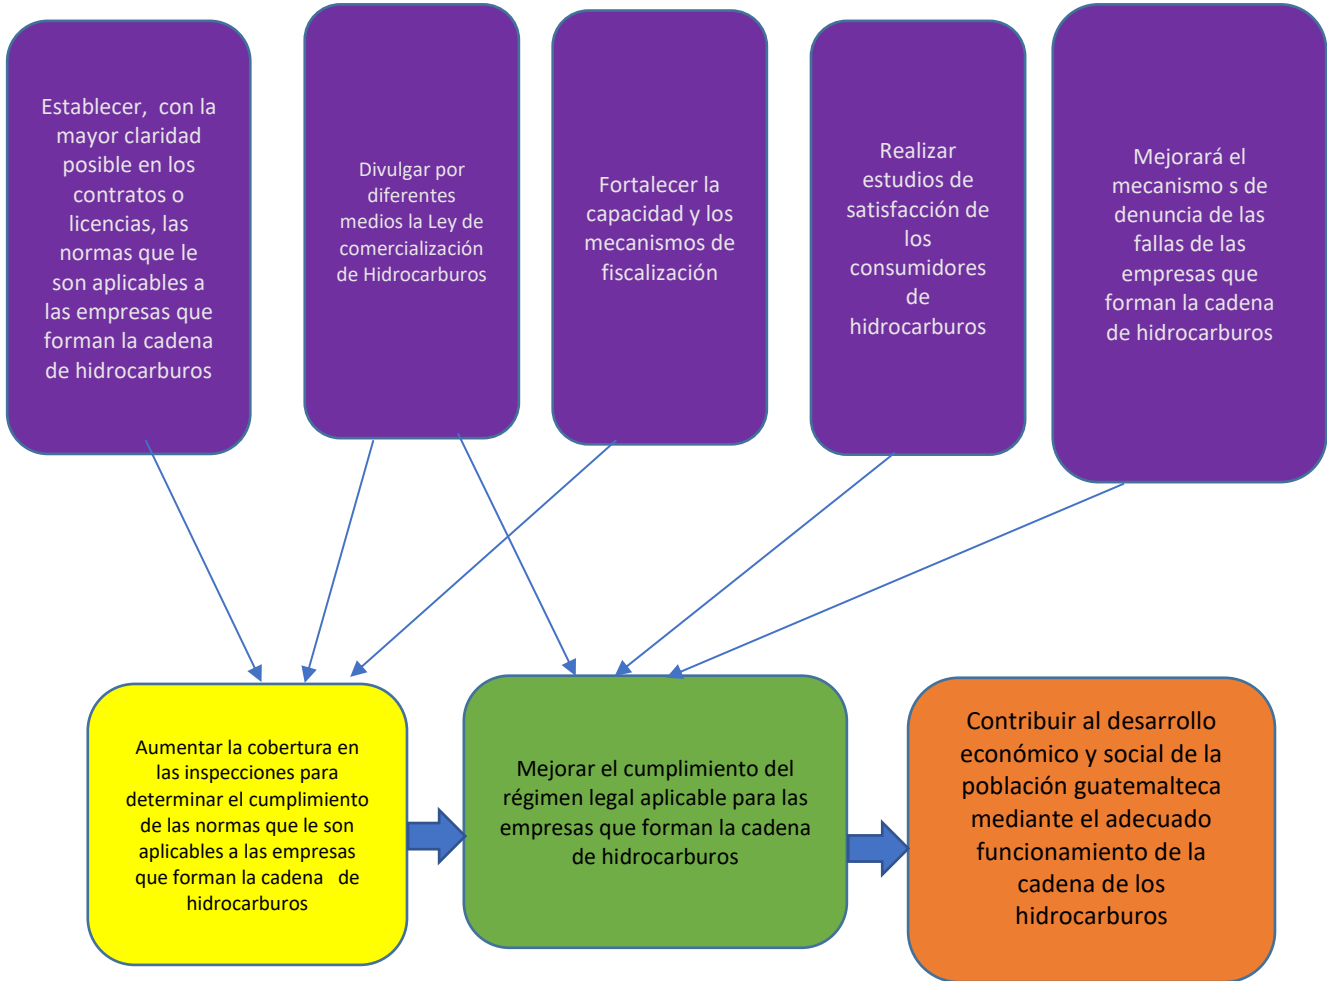 Establecer, con la
mayor claridad
posible en los
contratos o
licencias, las
normas que le
son aplicables a
las empresas que
forman la cadena
de hidrocarburos
Divulgar por
diferentes
medios la Ley de
comercialización
de Hidrocarburos
Fortalecer la
capacidad y los
mecanismos de
fiscalización
Realizar
estudios de
satisfacción de
los
consumidores
de
hidrocarburos
Mejorará el
mecanismo s de
denuncia de las
fallas de las
empresas que
forman la cadena
de hidrocarburos
Aumentar la cobertura en
las inspecciones para
determinar el cumplimiento
de las normas que le son
aplicables a las empresas
que forman la cadena de
hidrocarburos
Mejorar el cumplimiento del
régimen legal aplicable para las
empresas que forman la cadena
de hidrocarburos
Contribuir al desarrollo
económico y social de la
población guatemalteca
mediante el adecuado
funcionamiento de la
cadena de los
hidrocarburos